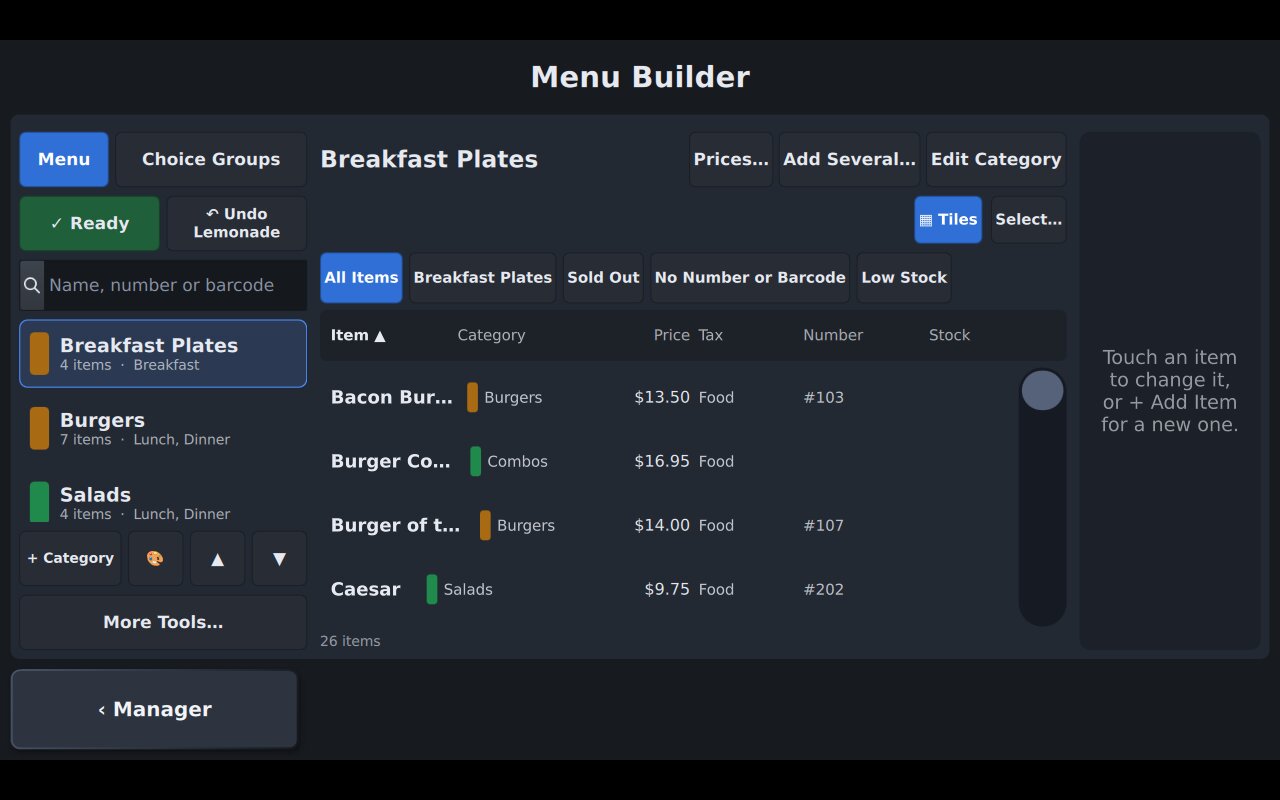 Menu Builder
Menu
Choice Groups
✓ Ready
↶ Undo
Lemonade
Name, number or barcode
Breakfast Plates
4 items · Breakfast
Burgers
7 items · Lunch, Dinner
Salads
4 items · Lunch, Dinner
+ Category
▲
▼
More Tools...
‹ Manager
Breakfast Plates
Prices...
Add Several...
Edit Category
▦ Tiles
Select...
All Items
Breakfast Plates
Sold Out
No Number or Barcode
Low Stock
Item ▲ Category Price Tax Number Stock
Bacon Bur... Burgers $13.50 Food #103
Burger Co... Combos $16.95 Food
Burger of t... Burgers $14.00 Food #107
Caesar Salads $9.75 Food #202
26 items
Touch an item
to change it,
or + Add Item
for a new one.